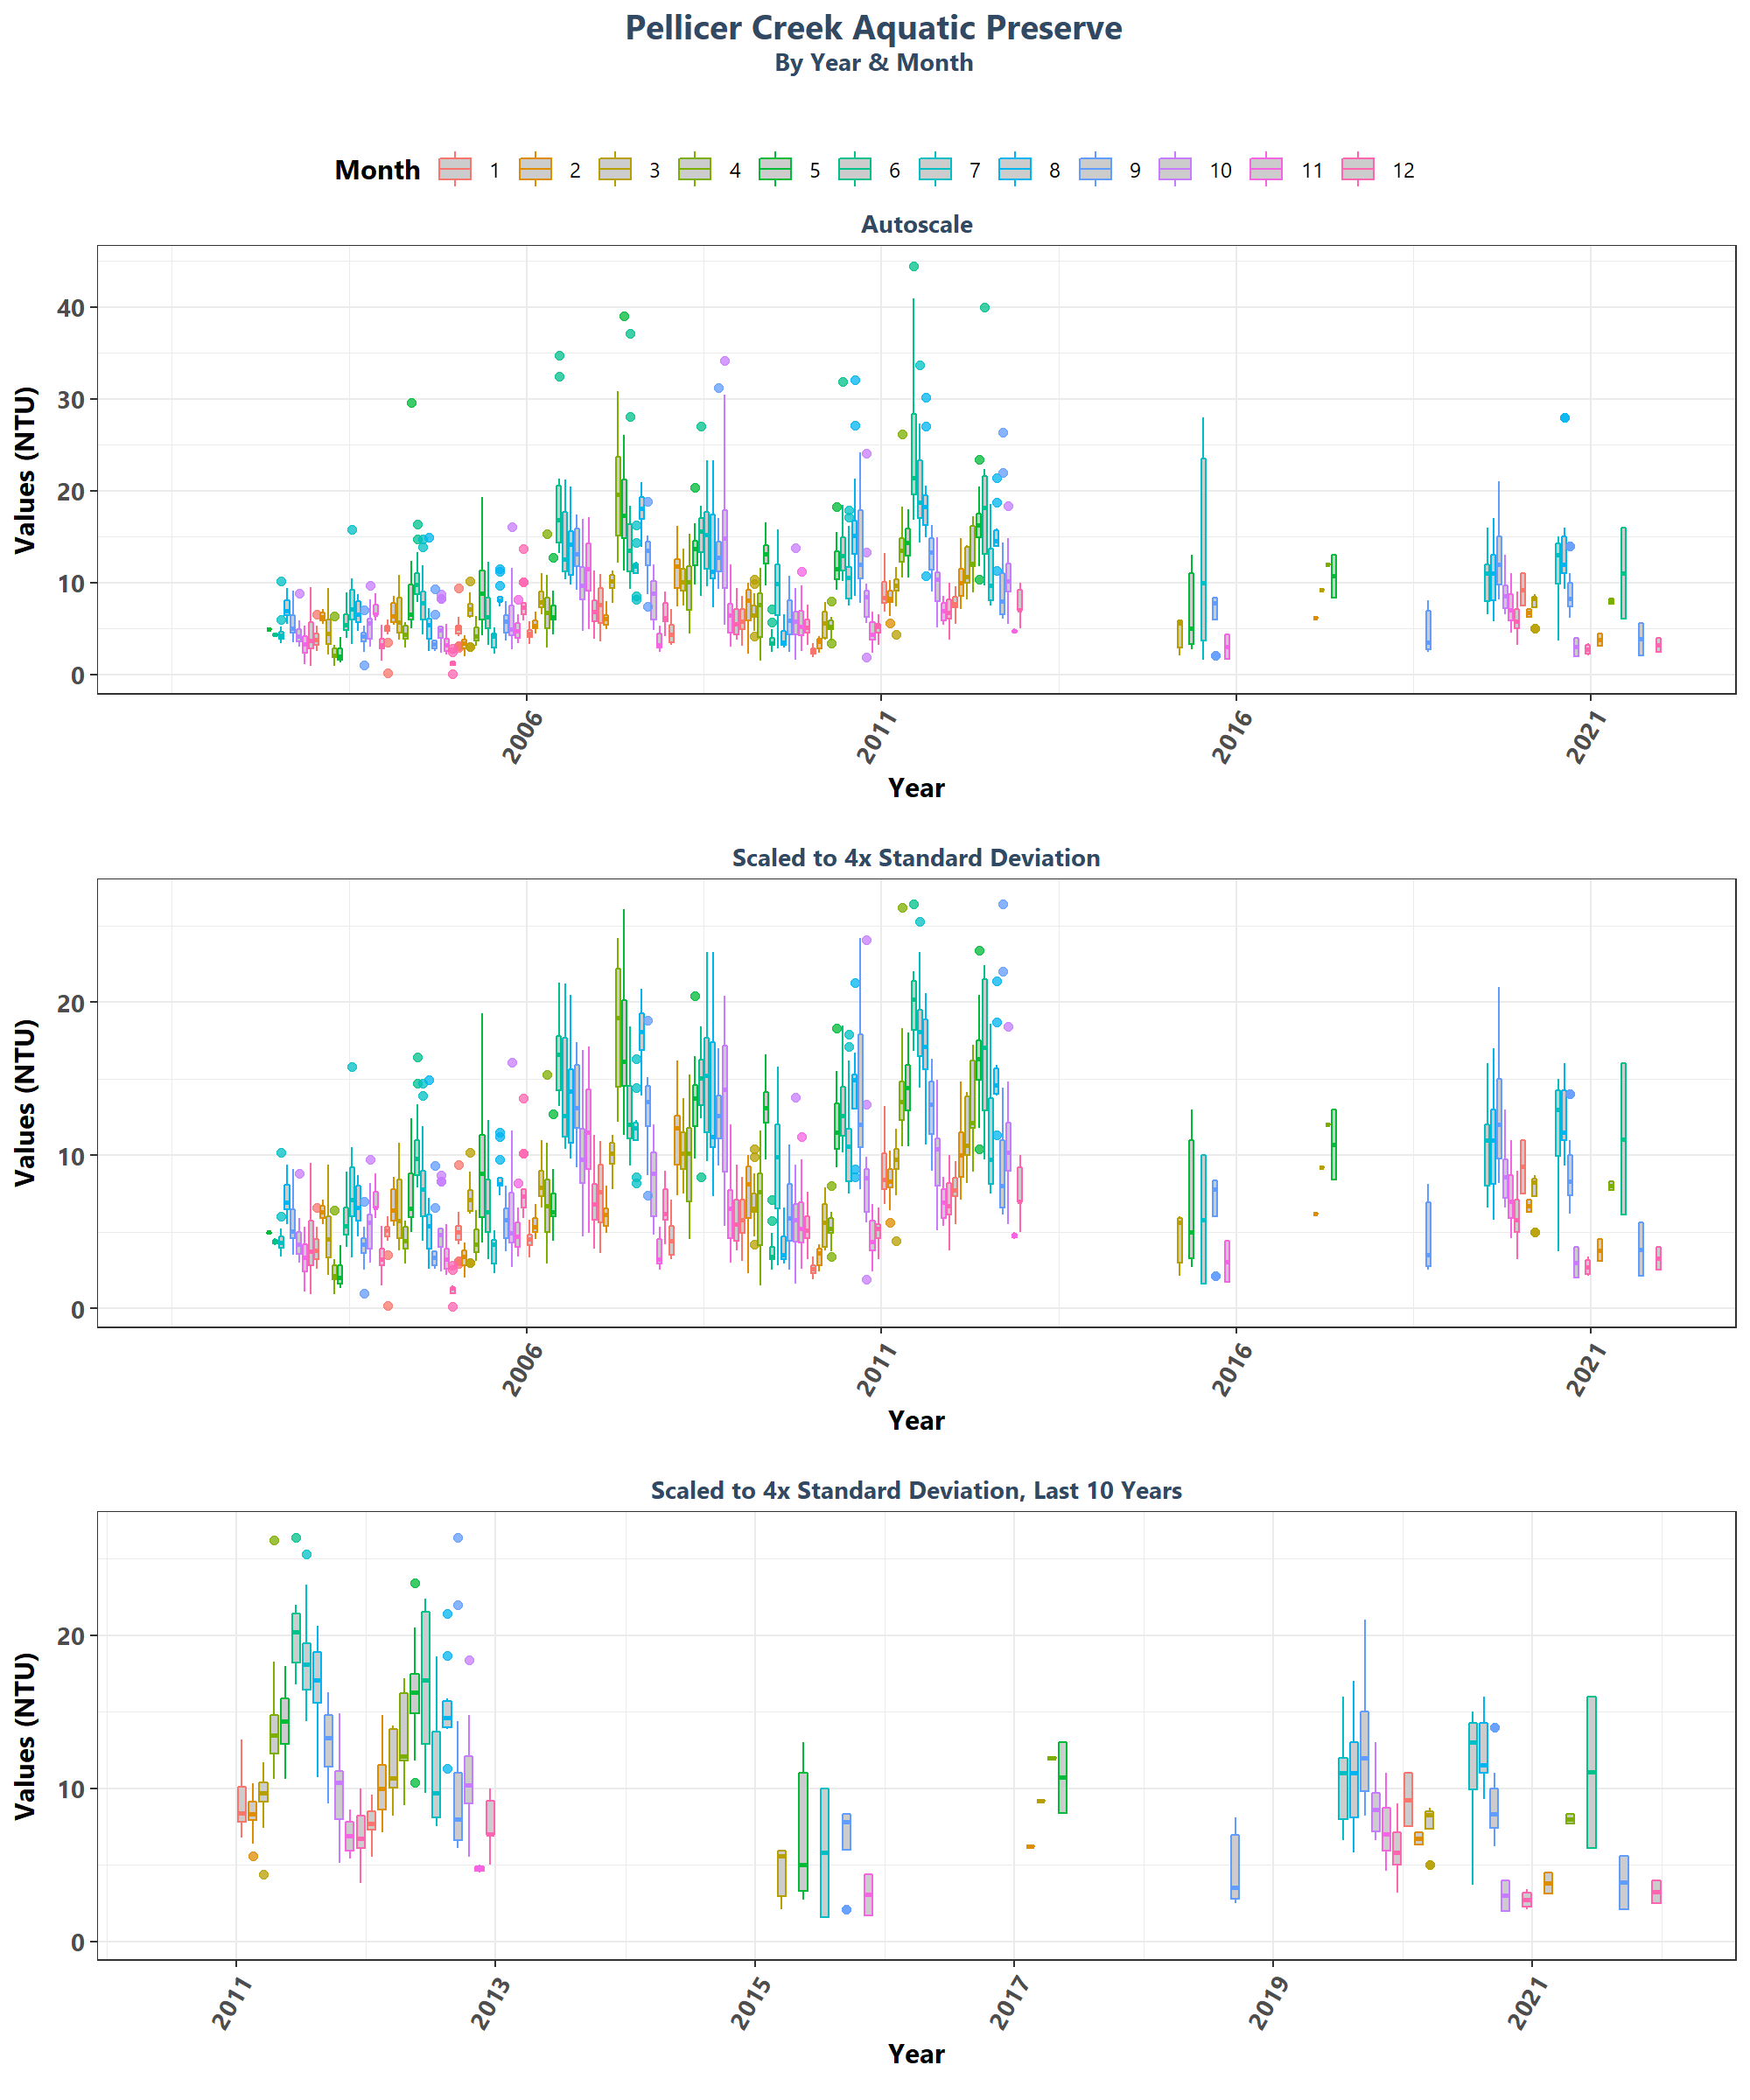 Pellicer Creek Aquatic Preserve
By Year & Month
Month 1 2 3 4 5 6 7 8 9 10 11 12
Autoscale
Values (NTU)
40
30
20
10
0
2006 2011 2016 2021
Year
Scaled to 4x Standard Deviation
Values (NTU)
20
10
0
2006 2011 2016 2021
Year
Scaled to 4x Standard Deviation, Last 10 Years
Values (NTU)
20
10
0
2011 2013 2015 2017 2019 2021
Year